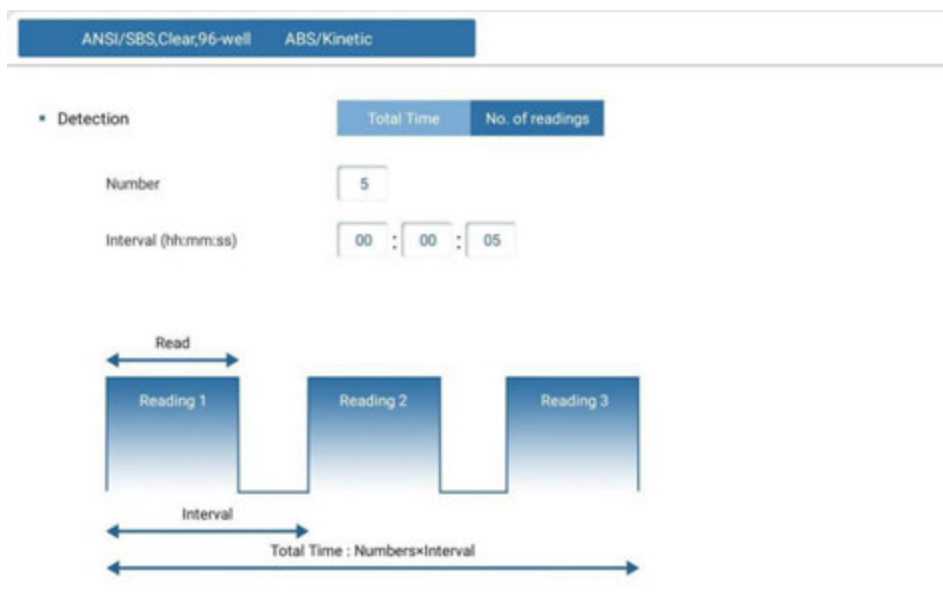 ANSI/SBS,Clear,96-well ABS/Kinetic
Detection Total Time No. of readings
Number 5
Interval (hh:mm:ss) 00 : 00 : 05
Read
Reading 1 Reading 2 Reading 3
Interval
Total Time : Numbers×Interval